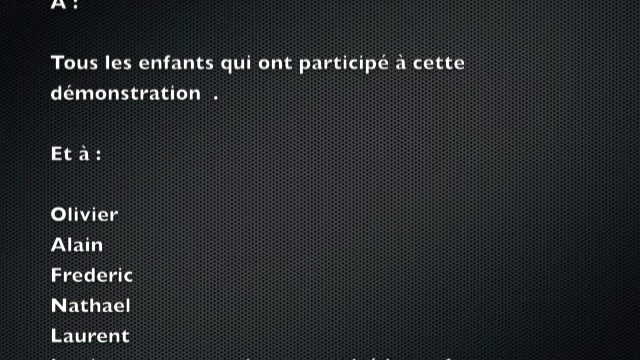 A :
Tous les enfants qui ont participé à cette
démonstration .
Et à :
Olivier
Alain
Frederic
Nathael
Laurent